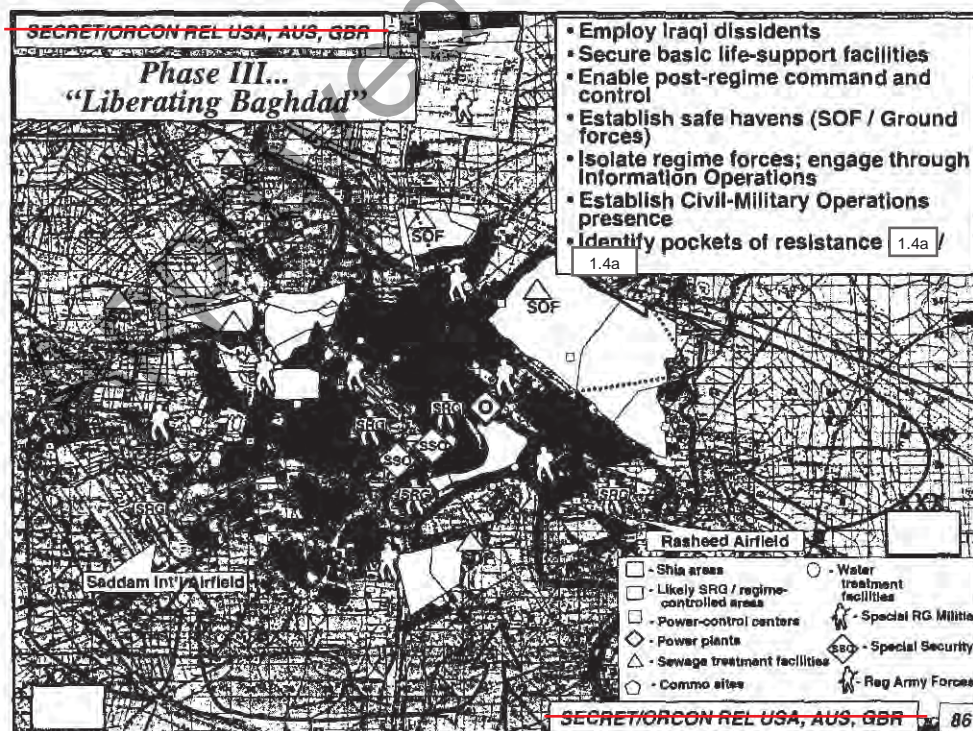 SECRET/ORCON REL USA, AUS, GBR
Phase III...
"Liberating Baghdad"
• Employ Iraqi dissidents
• Secure basic life-support facilities
• Enable post-regime command and
control
• Establish safe havens (SOF / Ground
forces)
• Isolate regime forces; engage through
Information Operations
• Establish Civil-Military Operations
presence
• Identify pockets of resistance 1.4a /
1.4a
SOF
SOF
SRG
SRG
SSO
SSO
SRG
SRG
SRG
Rasheed Airfield
Saddam Int'l Airfield
- Shia areas
- Likely SRG / regime-
controlled areas
- Power-control centers
- Power plants
- Sewage treatment facilities
- Commo sites
- Water
treatment
facilities
- Special RG Militia
SSO - Special Security
- Reg Army Forces
SECRET/ORCON REL USA, AUS, GBR
86